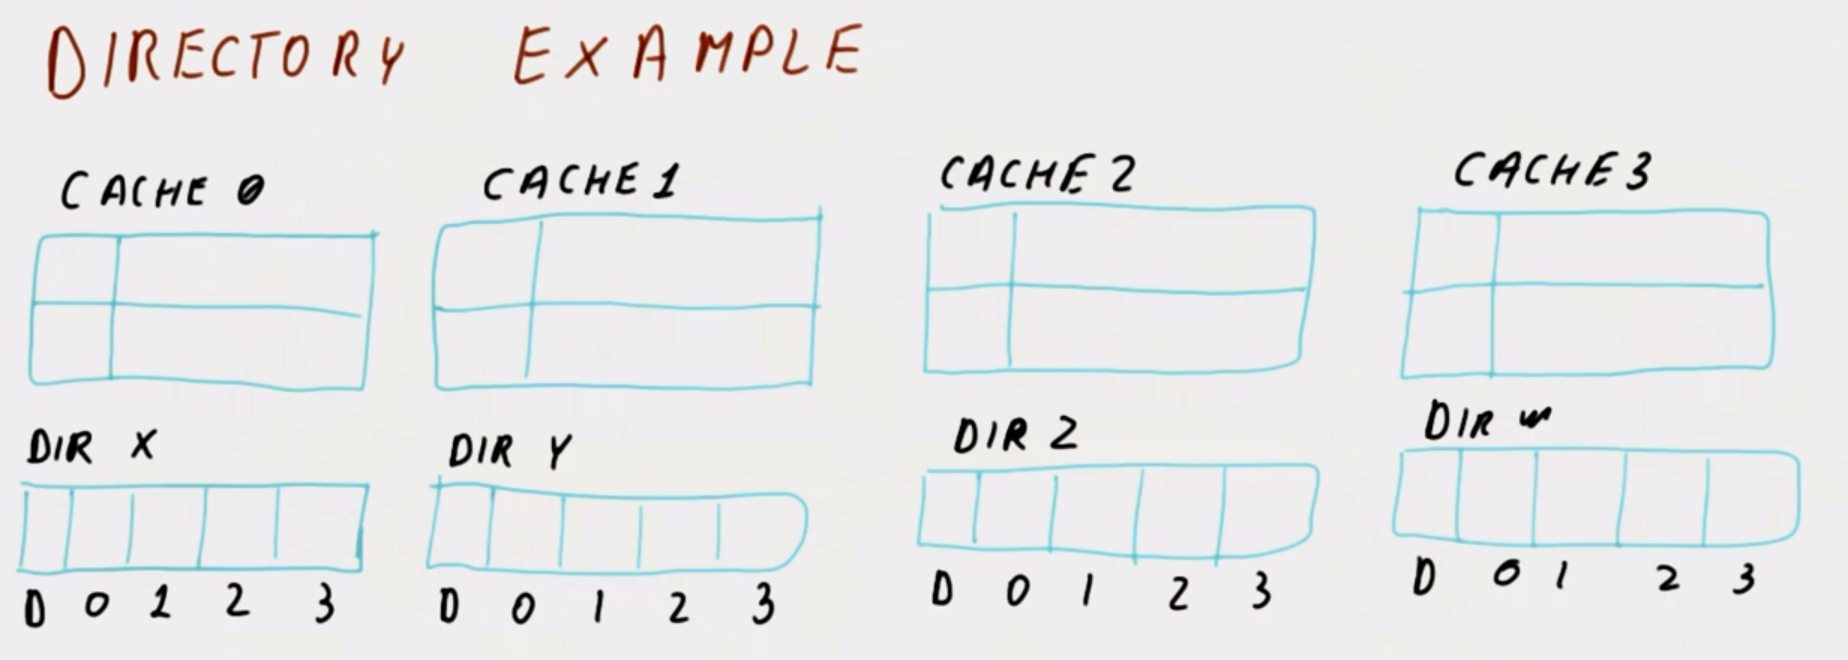 DIRECTORY EXAMPLE
CACHE 0 CACHE 1 CACHE 2 CACHE 3
DIR X DIR Y DIR Z DIR W
D 0 1 2 3 D 0 1 2 3 D 0 1 2 3 D 0 1 2 3